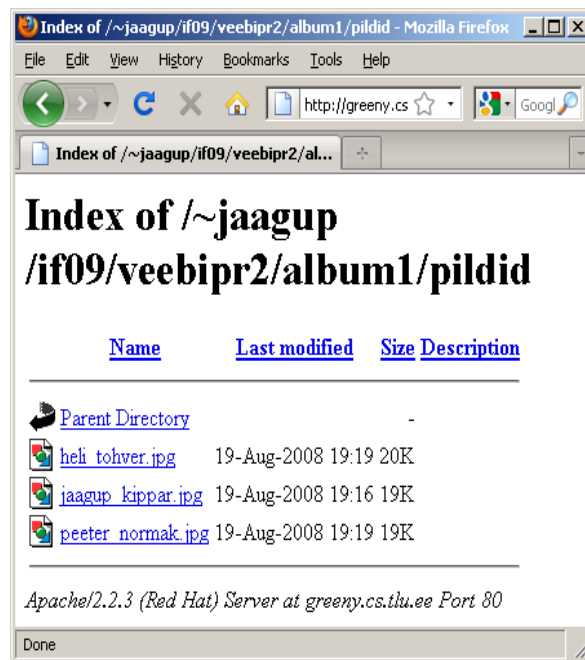 Index of /~jaagup/if09/veebipr2/album1/pildid - Mozilla Firefox
File Edit View History Bookmarks Tools Help
http://greeny.cs Googl
Index of /~jaagup/if09/veebipr2/al...
Index of /~jaagup
/if09/veebipr2/album1/pildid
Name Last modified Size Description
Parent Directory -
heli_tohver.jpg 19-Aug-2008 19:19 20K
jaagup_kippar.jpg 19-Aug-2008 19:16 19K
peeter_normak.jpg 19-Aug-2008 19:19 19K
Apache/2.2.3 (Red Hat) Server at greeny.cs.tlu.ee Port 80
Done